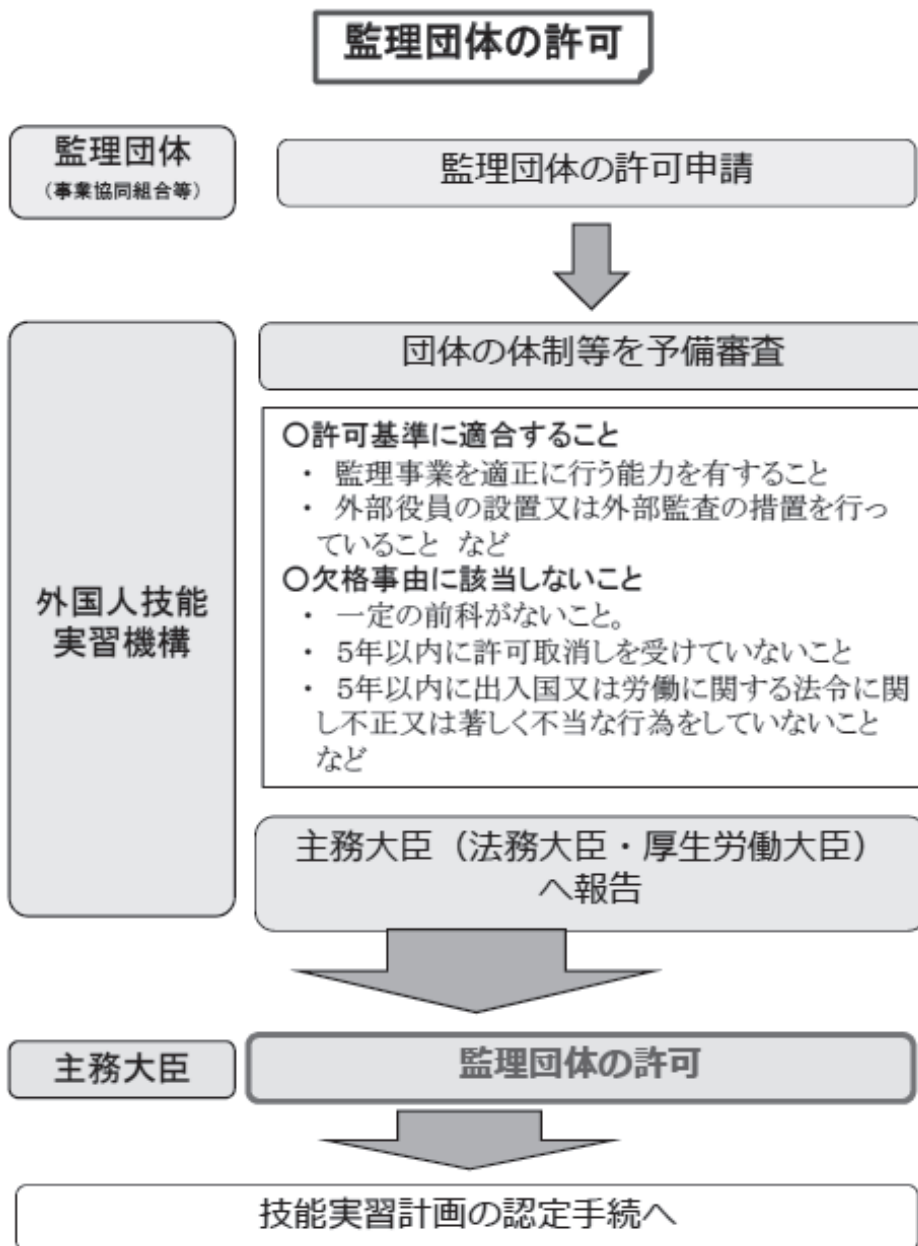 監理団体の許可
監理団体
（事業協同組合等）
監理団体の許可申請
団体の体制等を予備審査
外国人技能
実習機構
〇許可基準に適合すること
・ 監理事業を適正に行う能力を有すること
・ 外部役員の設置又は外部監査の措置を行っ
ていること など
〇欠格事由に該当しないこと
・ 一定の前科がないこと。
・ 5年以内に許可取消しを受けていないこと
・ 5年以内に出入国又は労働に関する法令に関
し不正又は著しく不当な行為をしていないこと
など
主務大臣（法務大臣・厚生労働大臣）
へ報告
主務大臣
監理団体の許可
技能実習計画の認定手続へ